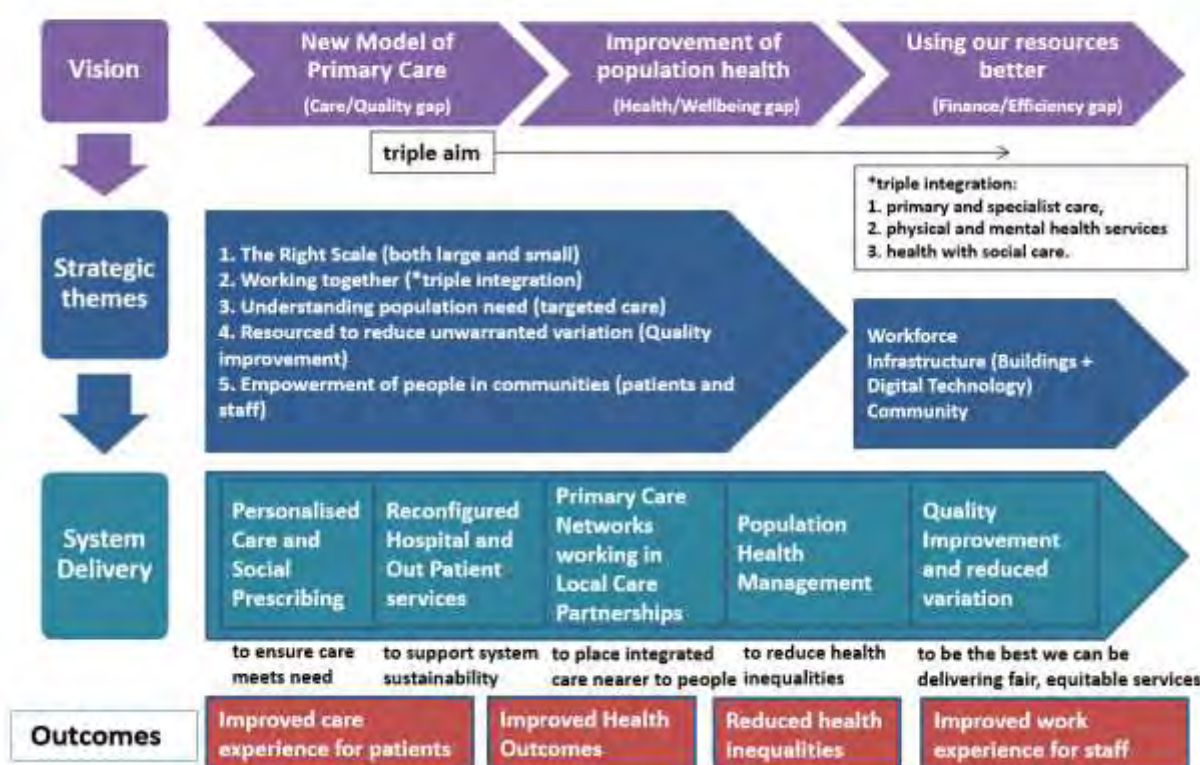 Vision
New Model of
Primary Care
(Care/Quality gap)
Improvement of
population health
(Health/Wellbeing gap)
Using our resources
better
(Finance/Efficiency gap)
triple aim
*triple integration:
1. primary and specialist care,
2. physical and mental health services
3. health with social care.
Strategic
themes
1. The Right Scale (both large and small)
2. Working together (*triple integration)
3. Understanding population need (targeted care)
4. Resourced to reduce unwarranted variation (Quality
improvement)
5. Empowerment of people in communities (patients and
staff)
Workforce
Infrastructure (Buildings +
Digital Technology)
Community
System
Delivery
Personalised
Care and
Social
Prescribing
Reconfigured
Hospital and
Out Patient
services
Primary Care
Networks
working in
Local Care
Partnerships
Population
Health
Management
Quality
Improvement
and reduced
variation
to ensure care
meets need
to support system
sustainability
to place integrated
care nearer to people
to reduce health
inequalities
to be the best we can be
delivering fair, equitable services
Outcomes
Improved care
experience for patients
Improved Health
Outcomes
Reduced health
inequalities
Improved work
experience for staff